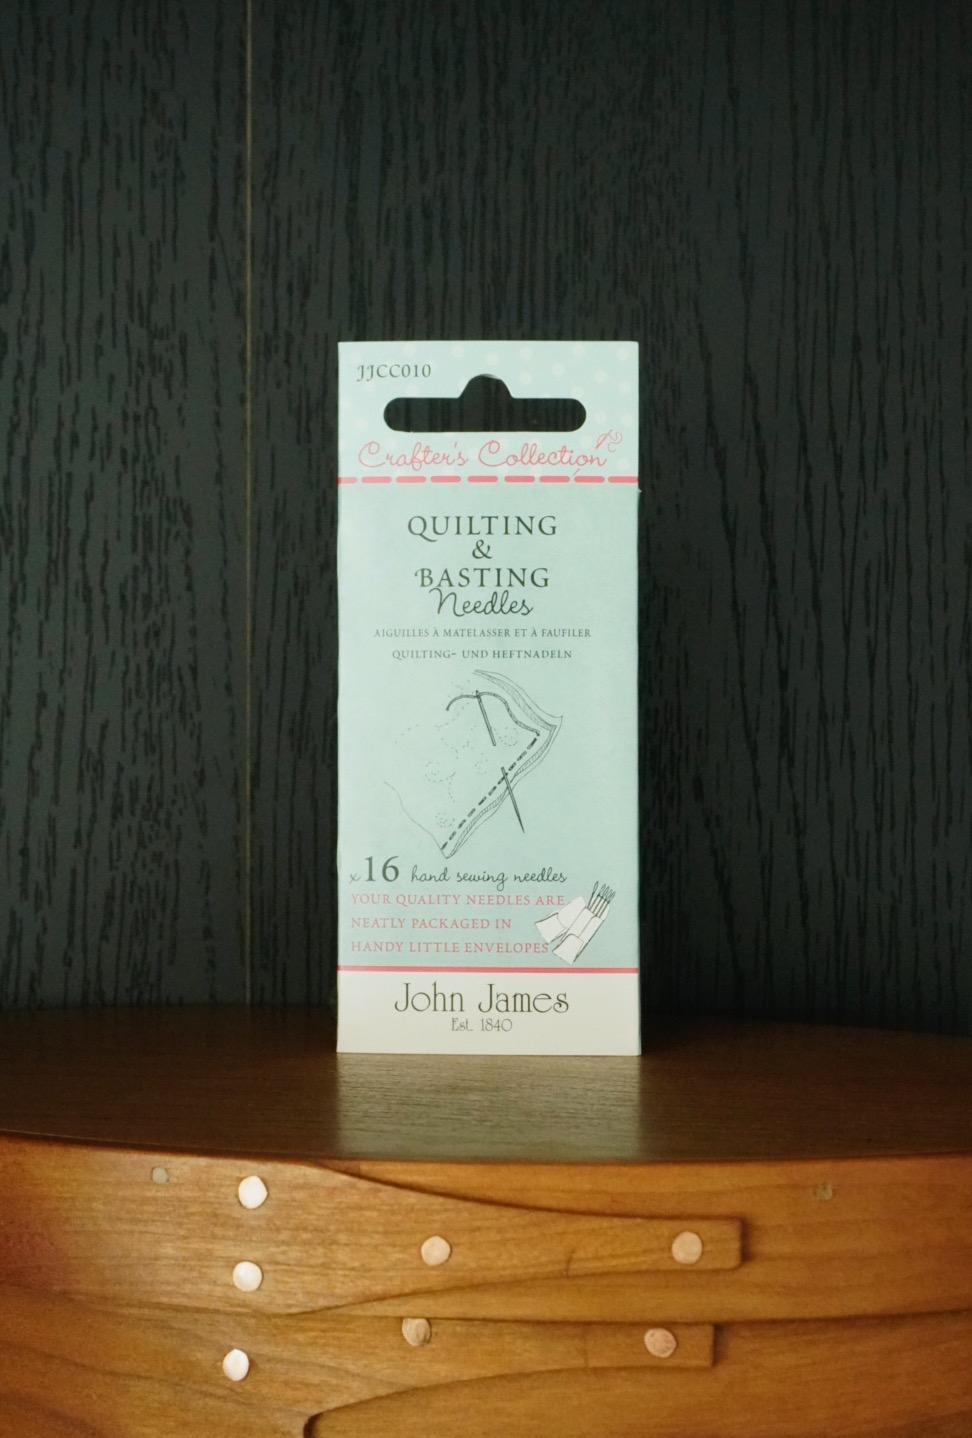 JJCC010
Crafter's Collection
QUILTING
&
BASTING
Needles
AIGUILLES À MATELASSER ET À FAUFILER
QUILTING- UND HEFTNADELN
x16 hand sewing needles
YOUR QUALITY NEEDLES ARE
NEATLY PACKAGED IN
HANDY LITTLE ENVELOPES
John James
Est. 1840